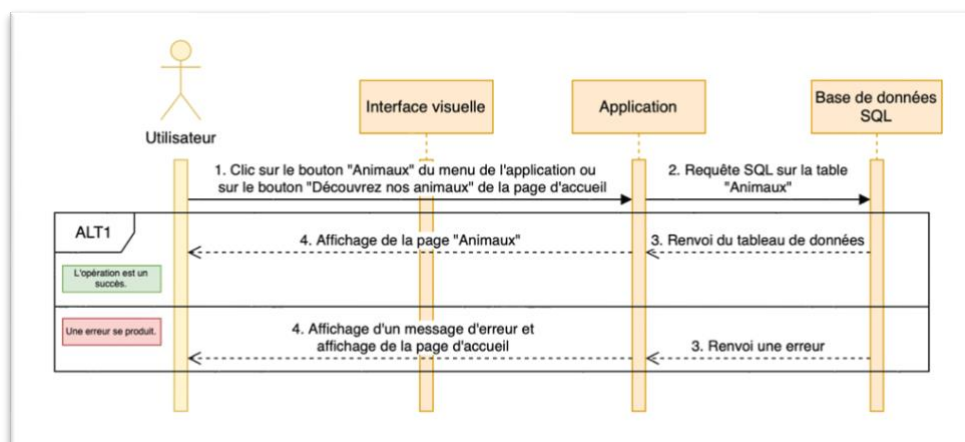 Utilisateur
Interface visuelle
Application
Base de données
SQL
1. Clic sur le bouton "Animaux" du menu de l'application ou
sur le bouton "Découvrez nos animaux" de la page d'accueil
2. Requête SQL sur la table
"Animaux"
ALT1
4. Affichage de la page "Animaux"
3. Renvoi du tableau de données
L'opération est un
succès.
Une erreur se produit.
4. Affichage d'un message d'erreur et
affichage de la page d'accueil
3. Renvoi une erreur